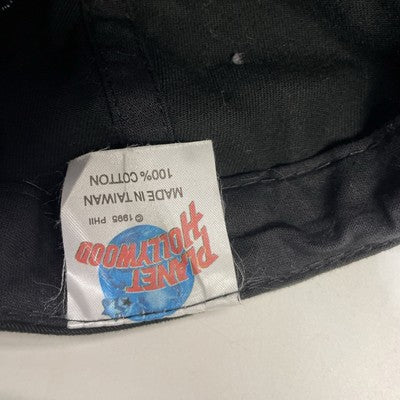 PLANET
HOLLYWOOD
© 1995 PHII
MADE IN TAIWAN
100% COTTON